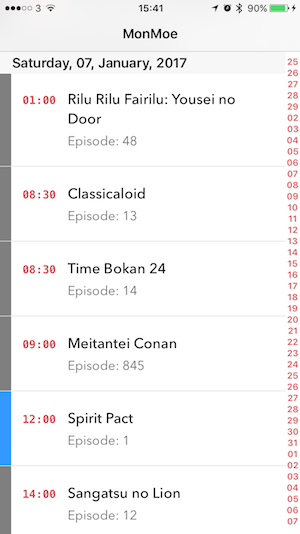 3 15:41 90%
MonMoe
Saturday, 07, January, 2017
01:00 Rilu Rilu Fairilu: Yousei no
Door
Episode: 48
08:30 Classicaloid
Episode: 13
08:30 Time Bokan 24
Episode: 14
09:00 Meitantei Conan
Episode: 845
12:00 Spirit Pact
Episode: 1
14:00 Sangatsu no Lion
Episode: 12
25
26
27
28
29
01
02
03
04
05
06
07
08
09
10
11
12
13
14
15
16
17
18
19
20
21
22
23
24
25
26
27
28
29
30
31
01
02
03
04
05
06
07